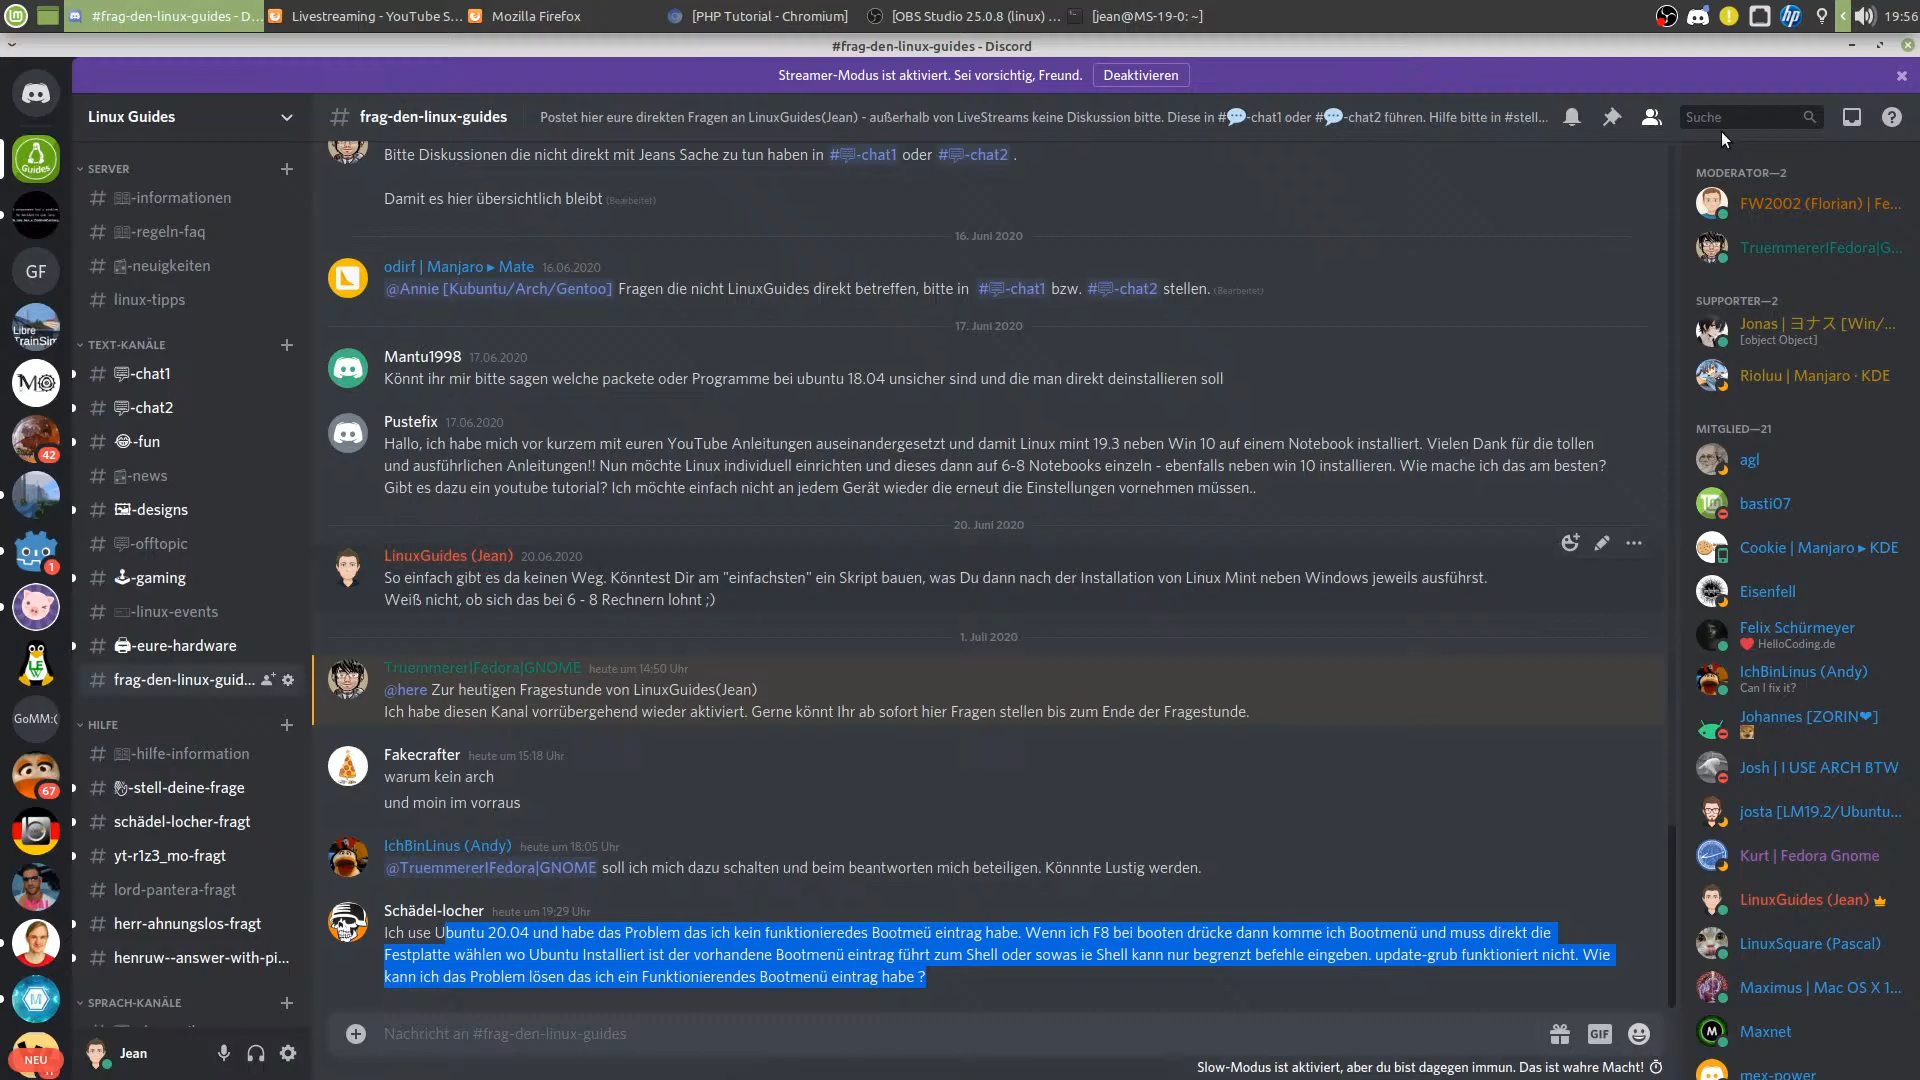 #frag-den-linux-guides - D...
Livestreaming - YouTube S...
Mozilla Firefox
[PHP Tutorial - Chromium]
[OBS Studio 25.0.8 (linux) ...
[jean@MS-19-0: ~]
19:56
#frag-den-linux-guides - Discord
Streamer-Modus ist aktiviert. Sei vorsichtig, Freund.
Deaktivieren
Linux Guides
frag-den-linux-guides
Postet hier eure direkten Fragen an LinuxGuides(Jean) - außerhalb von LiveStreams keine Diskussion bitte. Diese in #💬-chat1 oder #💬-chat2 führen. Hilfe bitte in #stell...
Suche
SERVER
-informationen
-regeln-faq
-neuigkeiten
linux-tipps
TEXT-KANÄLE
-chat1
-chat2
-fun
-news
-designs
-offtopic
-gaming
-linux-events
-eure-hardware
frag-den-linux-guid...
HILFE
-hilfe-information
-stell-deine-frage
schädel-locher-fragt
yt-r1z3_mo-fragt
lord-pantera-fragt
herr-ahnungslos-fragt
henruw--answer-with-pi...
SPRACH-KANÄLE
Jean
Guides
GF
Libre
TrainSim
42
1
GoMM:(
67
NEU
Bitte Diskussionen die nicht direkt mit Jeans Sache zu tun haben in #💬-chat1 oder #💬-chat2 .
Damit es hier übersichtlich bleibt (Bearbeitet)
16. Juni 2020
odirf | Manjaro ▸ Mate 16.06.2020
@Annie [Kubuntu/Arch/Gentoo] Fragen die nicht LinuxGuides direkt betreffen, bitte in #💬-chat1 bzw. #💬-chat2 stellen. (Bearbeitet)
17. Juni 2020
Mantu1998 17.06.2020
Könnt ihr mir bitte sagen welche packete oder Programme bei ubuntu 18.04 unsicher sind und die man direkt deinstallieren soll
Pustefix 17.06.2020
Hallo, ich habe mich vor kurzem mit euren YouTube Anleitungen auseinandergesetzt und damit Linux mint 19.3 neben Win 10 auf einem Notebook installiert. Vielen Dank für die tollen
und ausführlichen Anleitungen!! Nun möchte Linux individuell einrichten und dieses dann auf 6-8 Notebooks einzeln - ebenfalls neben win 10 installieren. Wie mache ich das am besten?
Gibt es dazu ein youtube tutorial? Ich möchte einfach nicht an jedem Gerät wieder die erneut die Einstellungen vornehmen müssen..
20. Juni 2020
LinuxGuides (Jean) 20.06.2020
So einfach gibt es da keinen Weg. Könntest Dir am "einfachsten" ein Skript bauen, was Du dann nach der Installation von Linux Mint neben Windows jeweils ausführst.
Weiß nicht, ob sich das bei 6 - 8 Rechnern lohnt ;)
1. Juli 2020
Truemmerer|Fedora|GNOME heute um 14:50 Uhr
@here Zur heutigen Fragestunde von LinuxGuides(Jean)
Ich habe diesen Kanal vorrübergehend wieder aktiviert. Gerne könnt Ihr ab sofort hier Fragen stellen bis zum Ende der Fragestunde.
Fakecrafter heute um 15:18 Uhr
warum kein arch
und moin im vorraus
IchBinLinus (Andy) heute um 18:05 Uhr
@Truemmerer|Fedora|GNOME soll ich mich dazu schalten und beim beantworten mich beteiligen. Könnnte Lustig werden.
Schädel-locher heute um 19:29 Uhr
Ich use Ubuntu 20.04 und habe das Problem das ich kein funktionieredes Bootmeü eintrag habe. Wenn ich F8 bei booten drücke dann komme ich Bootmenü und muss direkt die
Festplatte wählen wo Ubuntu Installiert ist der vorhandene Bootmenü eintrag führt zum Shell oder sowas ie Shell kann nur begrenzt befehle eingeben. update-grub funktioniert nicht. Wie
kann ich das Problem lösen das ich ein Funktionierendes Bootmenü eintrag habe ?
Nachricht an #frag-den-linux-guides
GIF
Slow-Modus ist aktiviert, aber du bist dagegen immun. Das ist wahre Macht!
MODERATOR—2
FW2002 (Florian) | Fe...
Truemmerer|Fedora|G...
SUPPORTER—2
Jonas | ヨナス [Win/...
[object Object]
Rioluu | Manjaro · KDE
MITGLIED—21
agl
basti07
Cookie | Manjaro ▸ KDE
Eisenfell
Felix Schürmeyer
❤️ HelloCoding.de
IchBinLinus (Andy)
Can I fix it?
Johannes [ZORIN❤]
Josh | I USE ARCH BTW
josta [LM19.2/Ubuntu...
Kurt | Fedora Gnome
LinuxGuides (Jean)
LinuxSquare (Pascal)
Maximus | Mac OS X 1...
Maxnet
mex-power